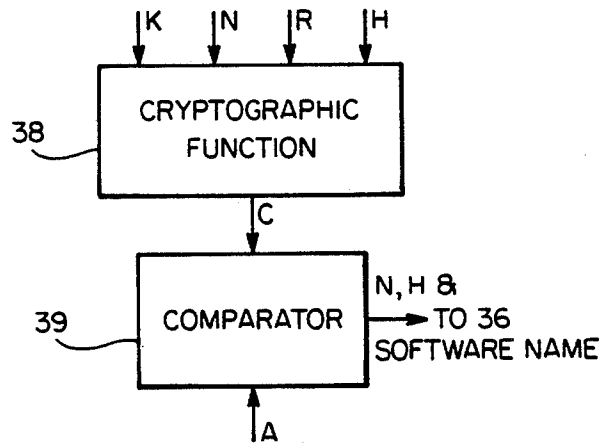 K N R H
CRYPTOGRAPHIC
FUNCTION
38
C
N, H &
COMPARATOR
TO 36
39
SOFTWARE NAME
A